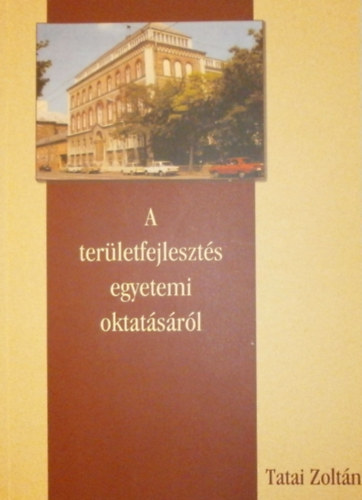 A
területfejlesztés
egyetemi
oktatásáról
Tatai Zoltán